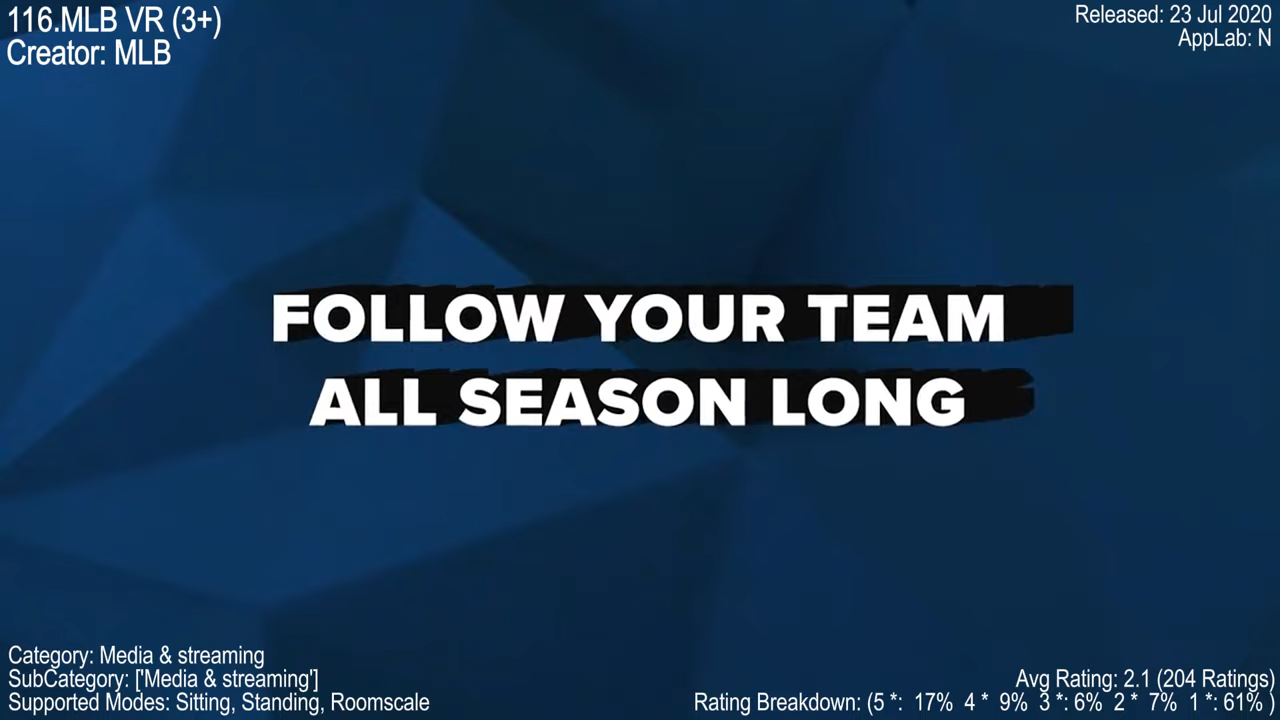 116.MLB VR (3+)
Creator: MLB
Released: 23 Jul 2020
AppLab: N
FOLLOW YOUR TEAM
ALL SEASON LONG
Category: Media & streaming
SubCategory: ['Media & streaming']
Supported Modes: Sitting, Standing, Roomscale
Avg Rating: 2.1 (204 Ratings)
Rating Breakdown: (5 *: 17% 4 * 9% 3 *: 6% 2 * 7% 1 *: 61% )